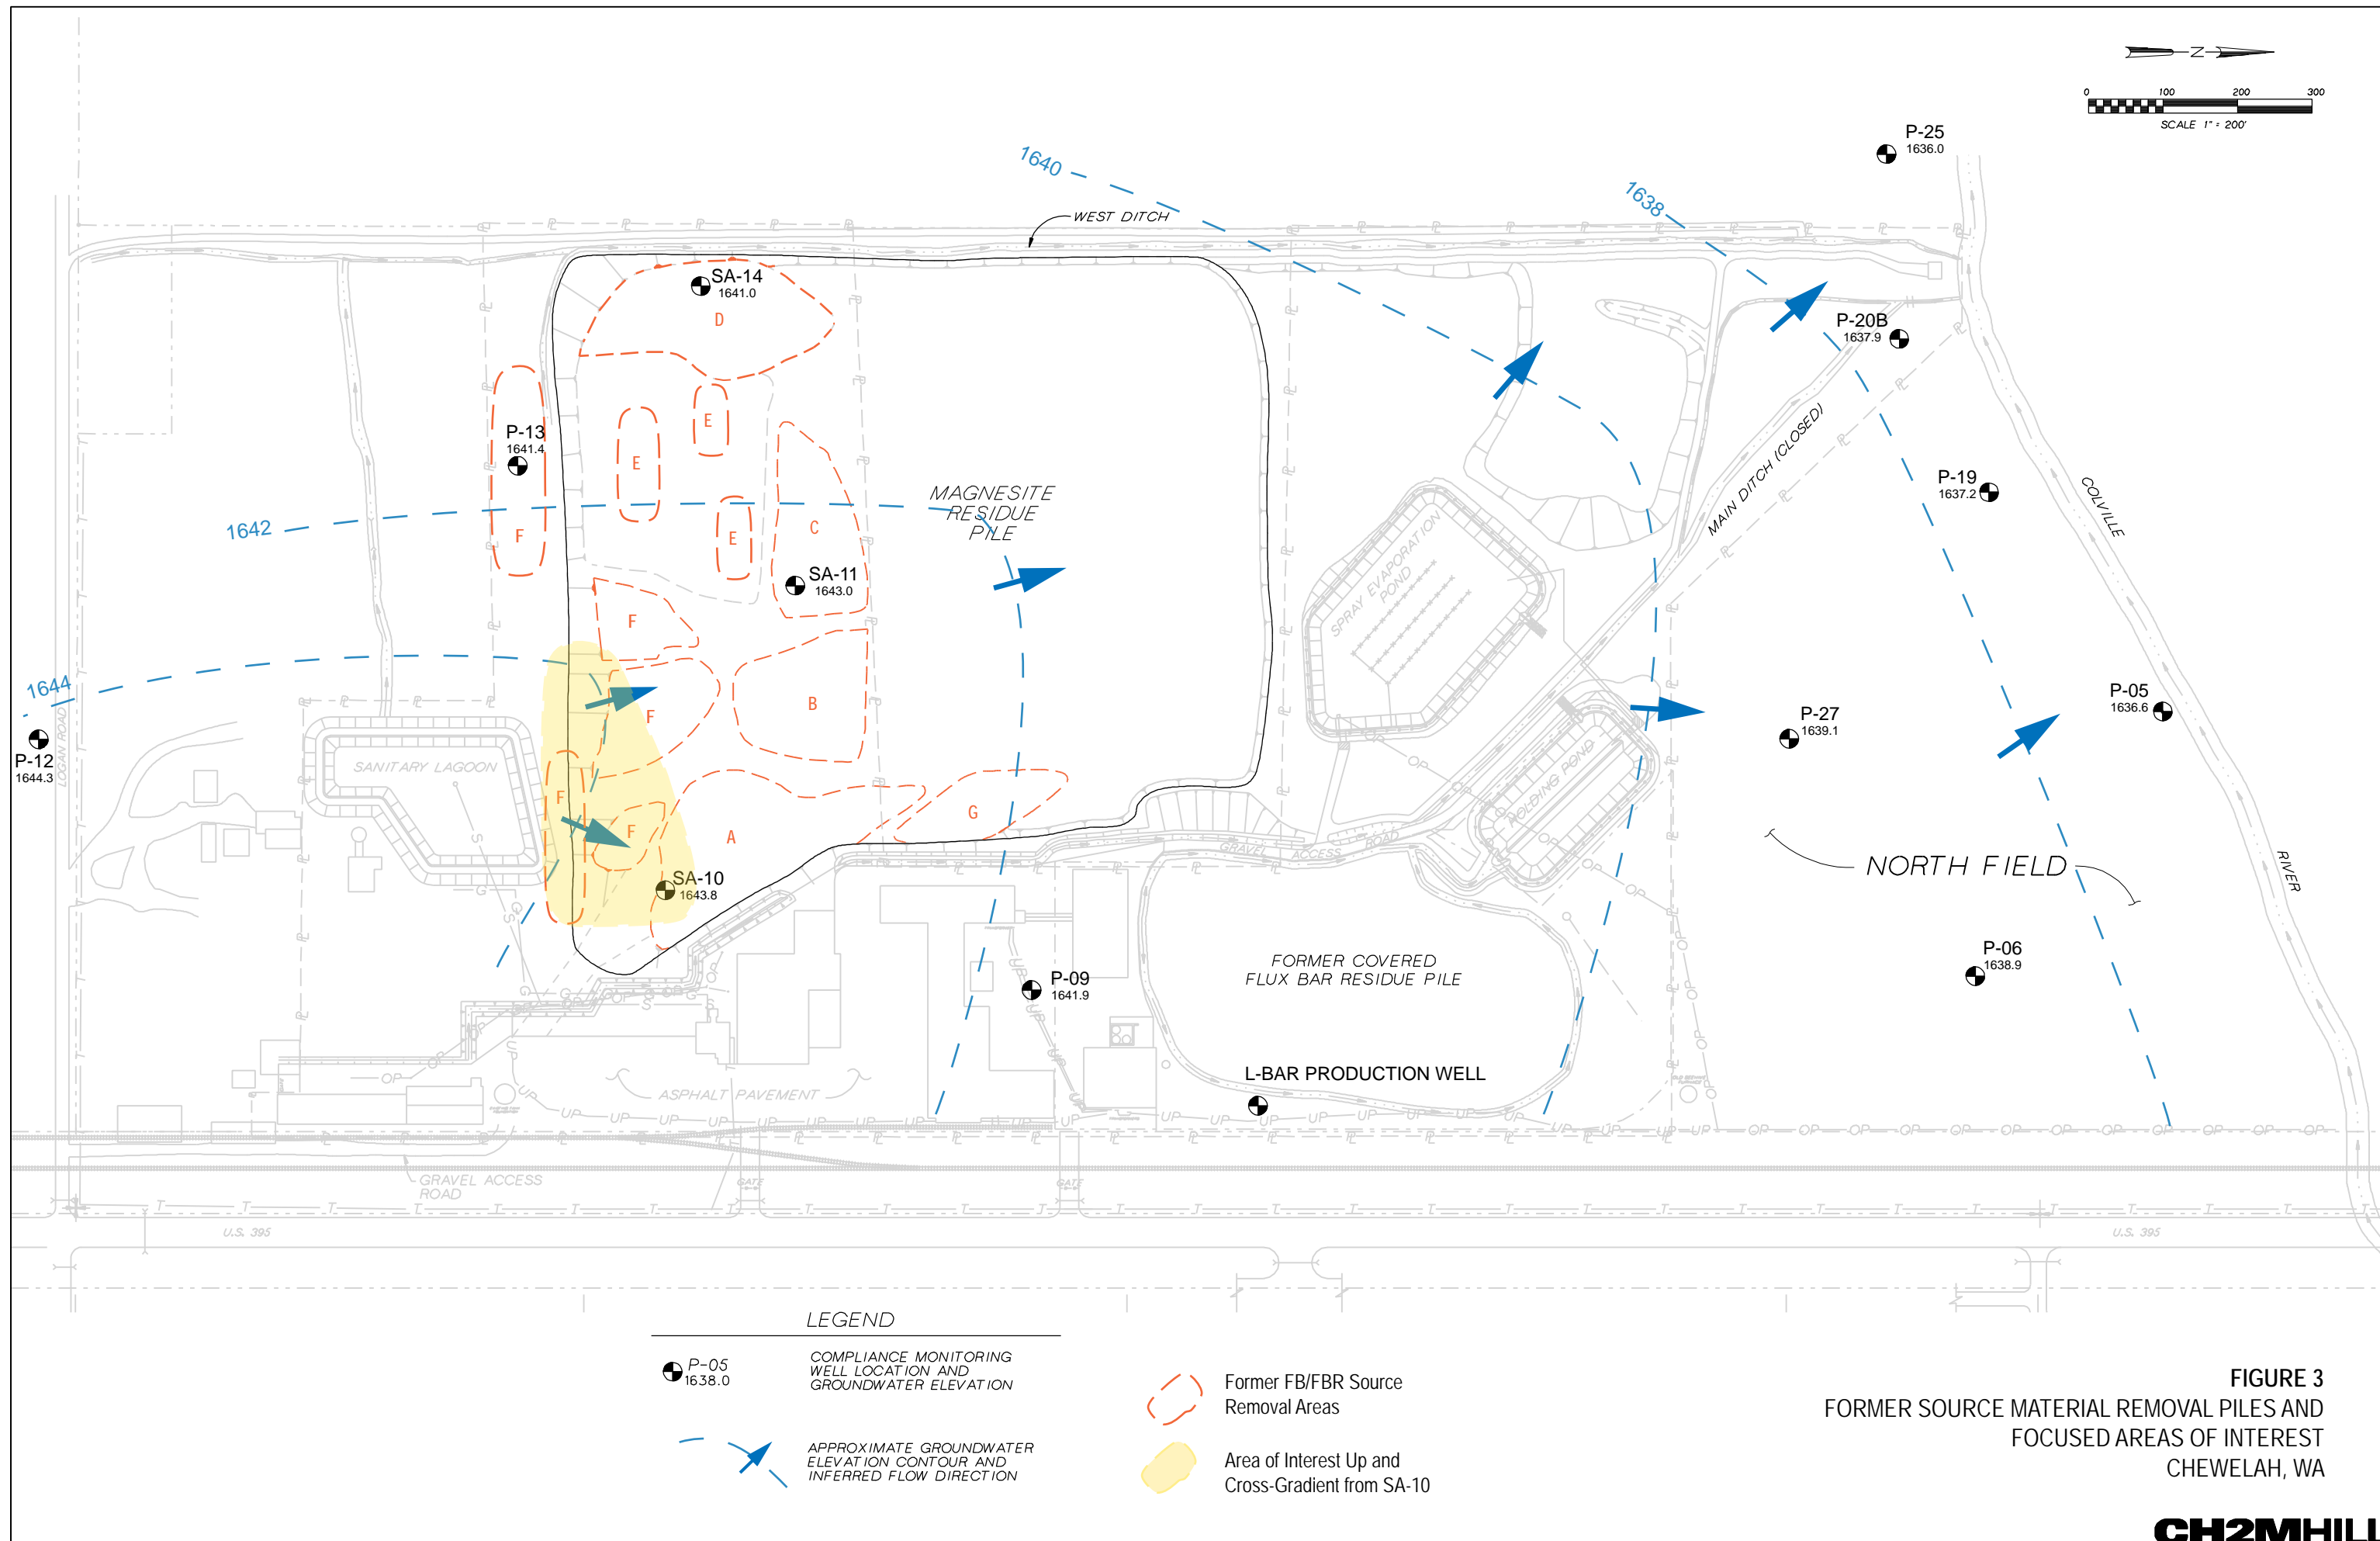 N
0 100 200 300
SCALE 1" = 200'
P-25
1636.0
1640
1638
WEST DITCH
SA-14
1641.0
D
P-20B
1637.9
P-13
1641.4
E
E
MAIN DITCH (CLOSED)
P-19
1637.2
COLVILLE
MAGNESITE
RESIDUE
PILE
1642
F
E
C
SPRAY EVAPORATION
POND
SA-11
1643.0
F
1644
LOGAN ROAD
F
B
P-05
1636.6
P-27
1639.1
P-12
1644.3
SANITARY LAGOON
F
F
A
G
HOLDING POND
GRAVEL ACCESS ROAD
NORTH FIELD
RIVER
SA-10
1643.8
P-09
1641.9
FORMER COVERED
FLUX BAR RESIDUE PILE
P-06
1638.9
L-BAR PRODUCTION WELL
ASPHALT PAVEMENT
GRAVEL ACCESS
ROAD
GATE
GATE
U.S. 395
U.S. 395
LEGEND
P-05
1638.0
COMPLIANCE MONITORING
WELL LOCATION AND
GROUNDWATER ELEVATION
APPROXIMATE GROUNDWATER
ELEVATION CONTOUR AND
INFERRED FLOW DIRECTION
Former FB/FBR Source
Removal Areas
Area of Interest Up and
Cross-Gradient from SA-10
FIGURE 3
FORMER SOURCE MATERIAL REMOVAL PILES AND
FOCUSED AREAS OF INTEREST
CHEWELAH, WA
CH2MHILL